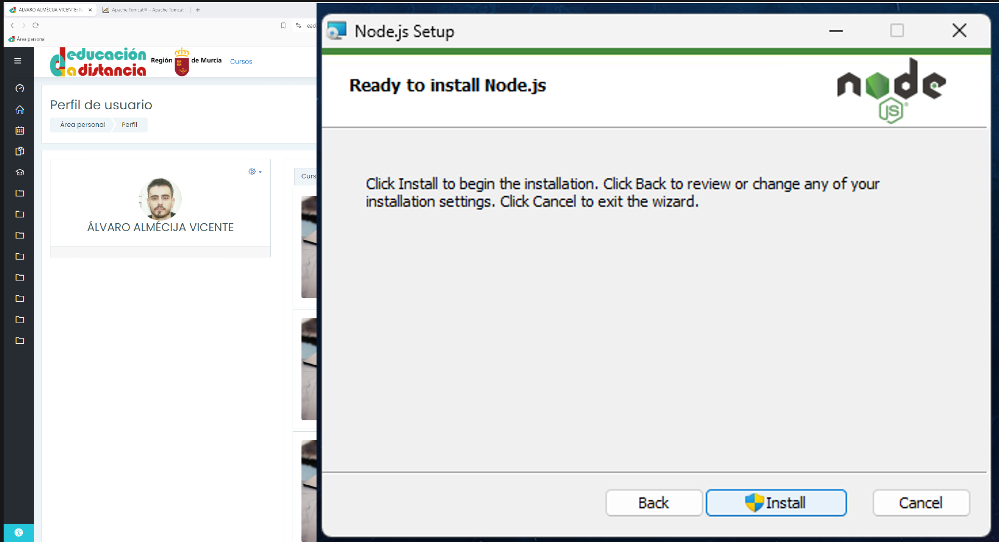 ÁLVARO ALMÉCIJA VICENTE: Pe
Apache Tomcat® - Apache Tomcat
ead.
Área personal
educación
a distancia
Región de Murcia
Cursos
Perfil de usuario
Área personal
Perfil
ÁLVARO ALMÉCIJA VICENTE
Curs
Node.js Setup
Ready to install Node.js
node
JS
Click Install to begin the installation. Click Back to review or change any of your
installation settings. Click Cancel to exit the wizard.
Back
Install
Cancel